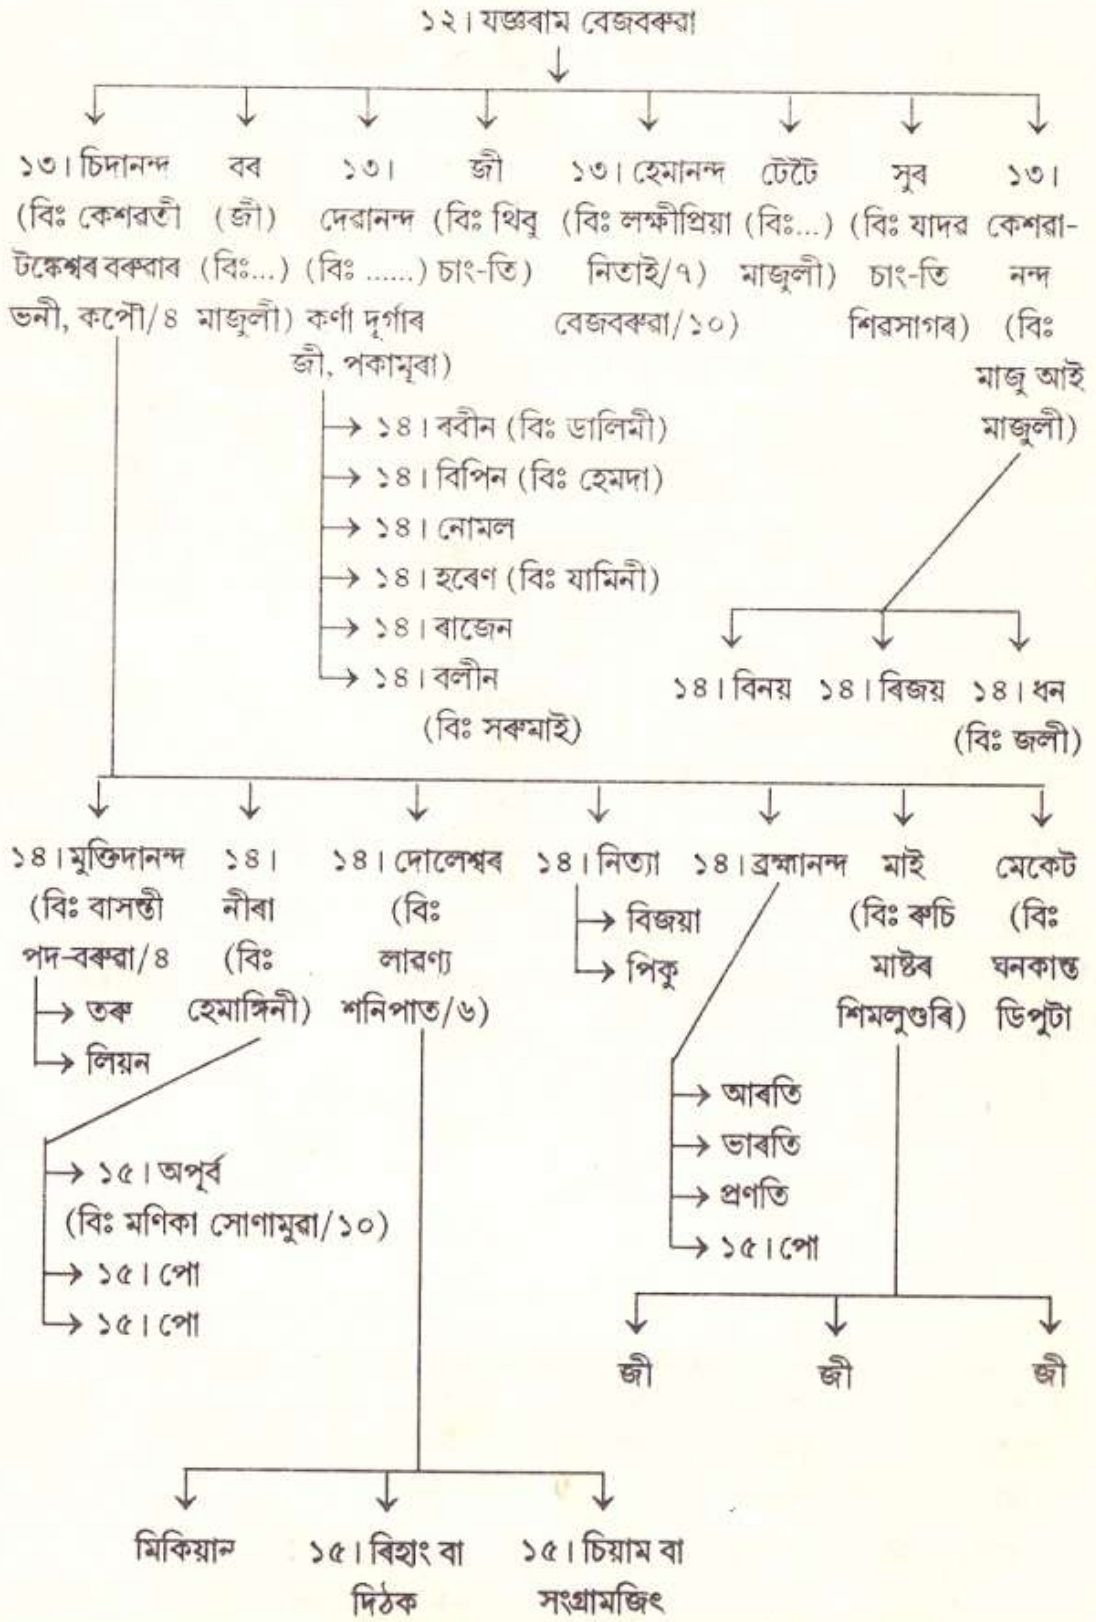 ১২। যজ্ঞৰাম বেজবৰুৱা
১৩। চিদানন্দ বৰ ১৩। জী ১৩। হেমানন্দ টেটৈ সুৰ ১৩।
(বিঃ কেশৱতী (জী) দেৱানন্দ (বিঃ থিবু (বিঃ লক্ষীপ্ৰিয়া (বিঃ...) (বিঃ যাদৱ কেশৱা-
টঙ্কেশ্বৰ বৰুৱাৰ (বিঃ...) (বিঃ ......) চাং-তি) নিতাই/৭) মাজুলী) চাং-তি নন্দ
ভনী, কপৌ/৪ মাজুলী) কৰ্ণা দূৰ্গাৰ বেজবৰুৱা/১০) শিৱসাগৰ) (বিঃ
জী, পকামূৰা) মাজু আই
মাজুলী)
১৪। ৰবীন (বিঃ ডালিমী)
১৪। বিপিন (বিঃ হেমদা)
১৪। নোমল
১৪। হৰেণ (বিঃ যামিনী)
১৪। ৰাজেন
১৪। বলীন
(বিঃ সৰুমাই)
১৪। বিনয় ১৪। ৰিজয় ১৪। ধন
(বিঃ জলী)
১৪। মুক্তিদানন্দ ১৪। ১৪। দোলেশ্বৰ ১৪। নিত্যা ১৪। ব্ৰহ্মানন্দ মাই মেকেট
(বিঃ বাসন্তী নীৰা (বিঃ বিজয়া (বিঃ ৰুচি (বিঃ
পদ-বৰুৱা/৪ (বিঃ লাৱণ্য পিকু মাষ্টৰ ঘনকান্ত
তৰু হেমাঙ্গিনী) শনিপাত/৬) শিমলুগুৰি) ডিপুটা
লিয়ন
আৰতি
ভাৰতি
প্ৰণতি
১৫। পো
১৫। অপূৰ্ব
(বিঃ মণিকা সোণামুৱা/১০)
১৫। পো
১৫। পো
জী জী জী
মিকিয়ান ১৫। ৰিহাং বা ১৫। চিয়াম বা
দিঠক সংগ্ৰামজিৎ